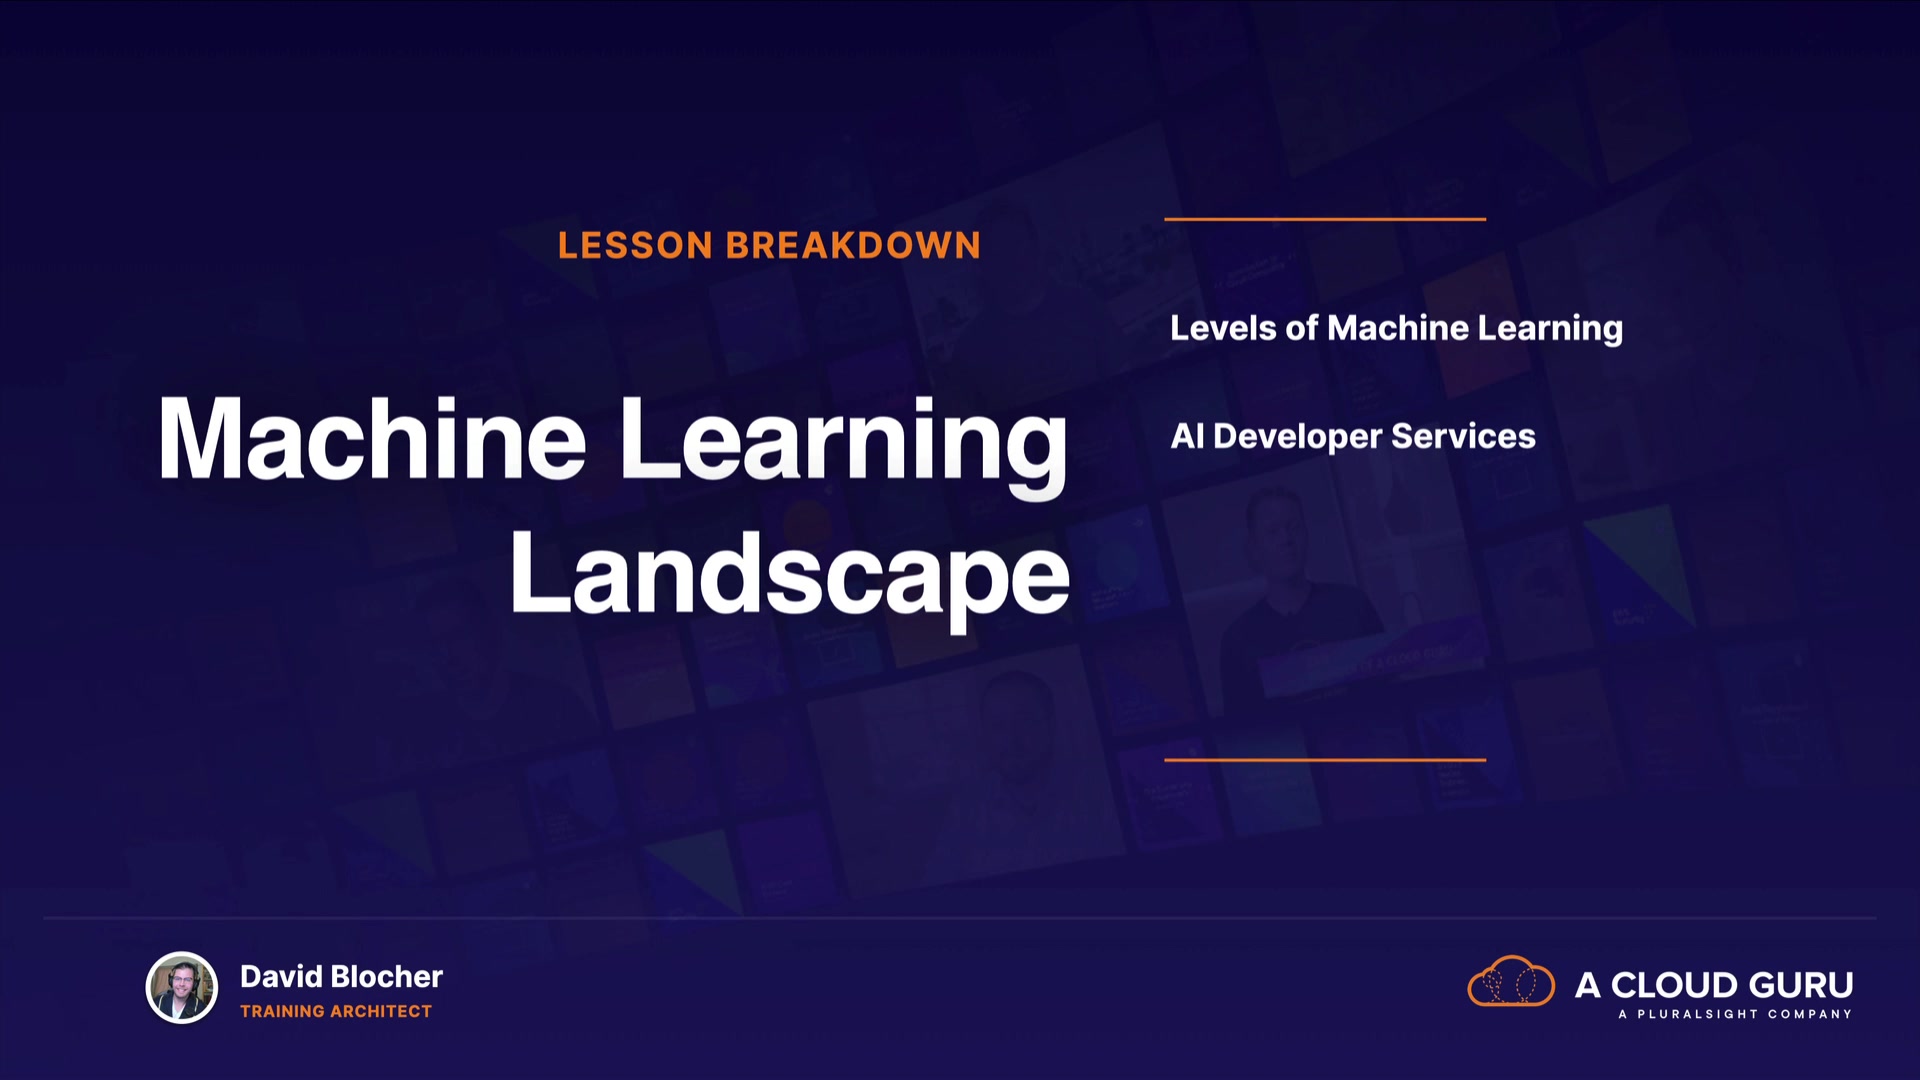 LESSON BREAKDOWN
Machine Learning
Landscape
Levels of Machine Learning
AI Developer Services
David Blocher
TRAINING ARCHITECT
A CLOUD GURU
A PLURALSIGHT COMPANY